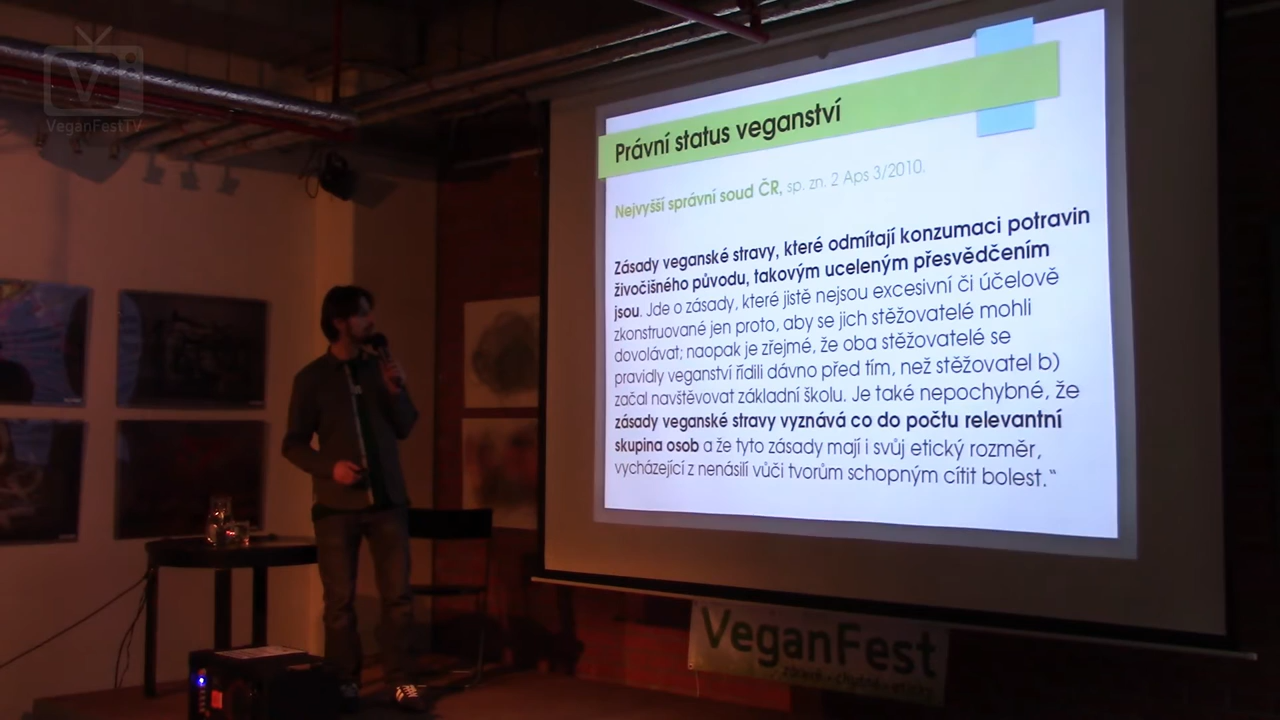 VeganFestTV
Právní status veganství
Nejvyšší správní soud ČR, sp. zn. 2 Aps 3/2010.
Zásady veganské stravy, které odmítají konzumaci potravin
živočišného původu, takovým uceleným přesvědčením
jsou. Jde o zásady, které jistě nejsou excesivní či účelově
zkonstruované jen proto, aby se jich stěžovatelé mohli
dovolávat; naopak je zřejmé, že oba stěžovatelé se
pravidly veganství řídili dávno před tím, než stěžovatel b)
začal navštěvovat základní školu. Je také nepochybné, že
zásady veganské stravy vyznává co do počtu relevantní
skupina osob a že tyto zásady mají i svůj etický rozměr,
vycházející z nenásilí vůči tvorům schopným cítit bolest.“
VeganFest